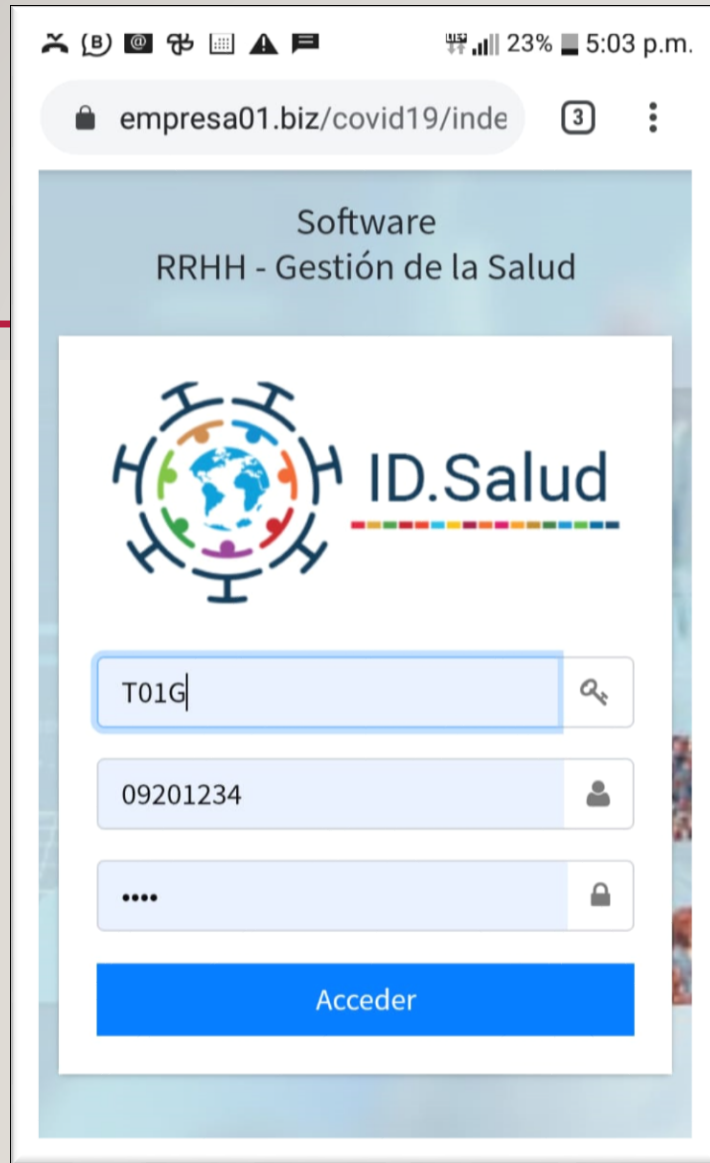 23% 5:03 p.m.
empresa01.biz/covid19/inde
3
Software
RRHH - Gestión de la Salud
ID.Salud
T01G
09201234
••••
Acceder